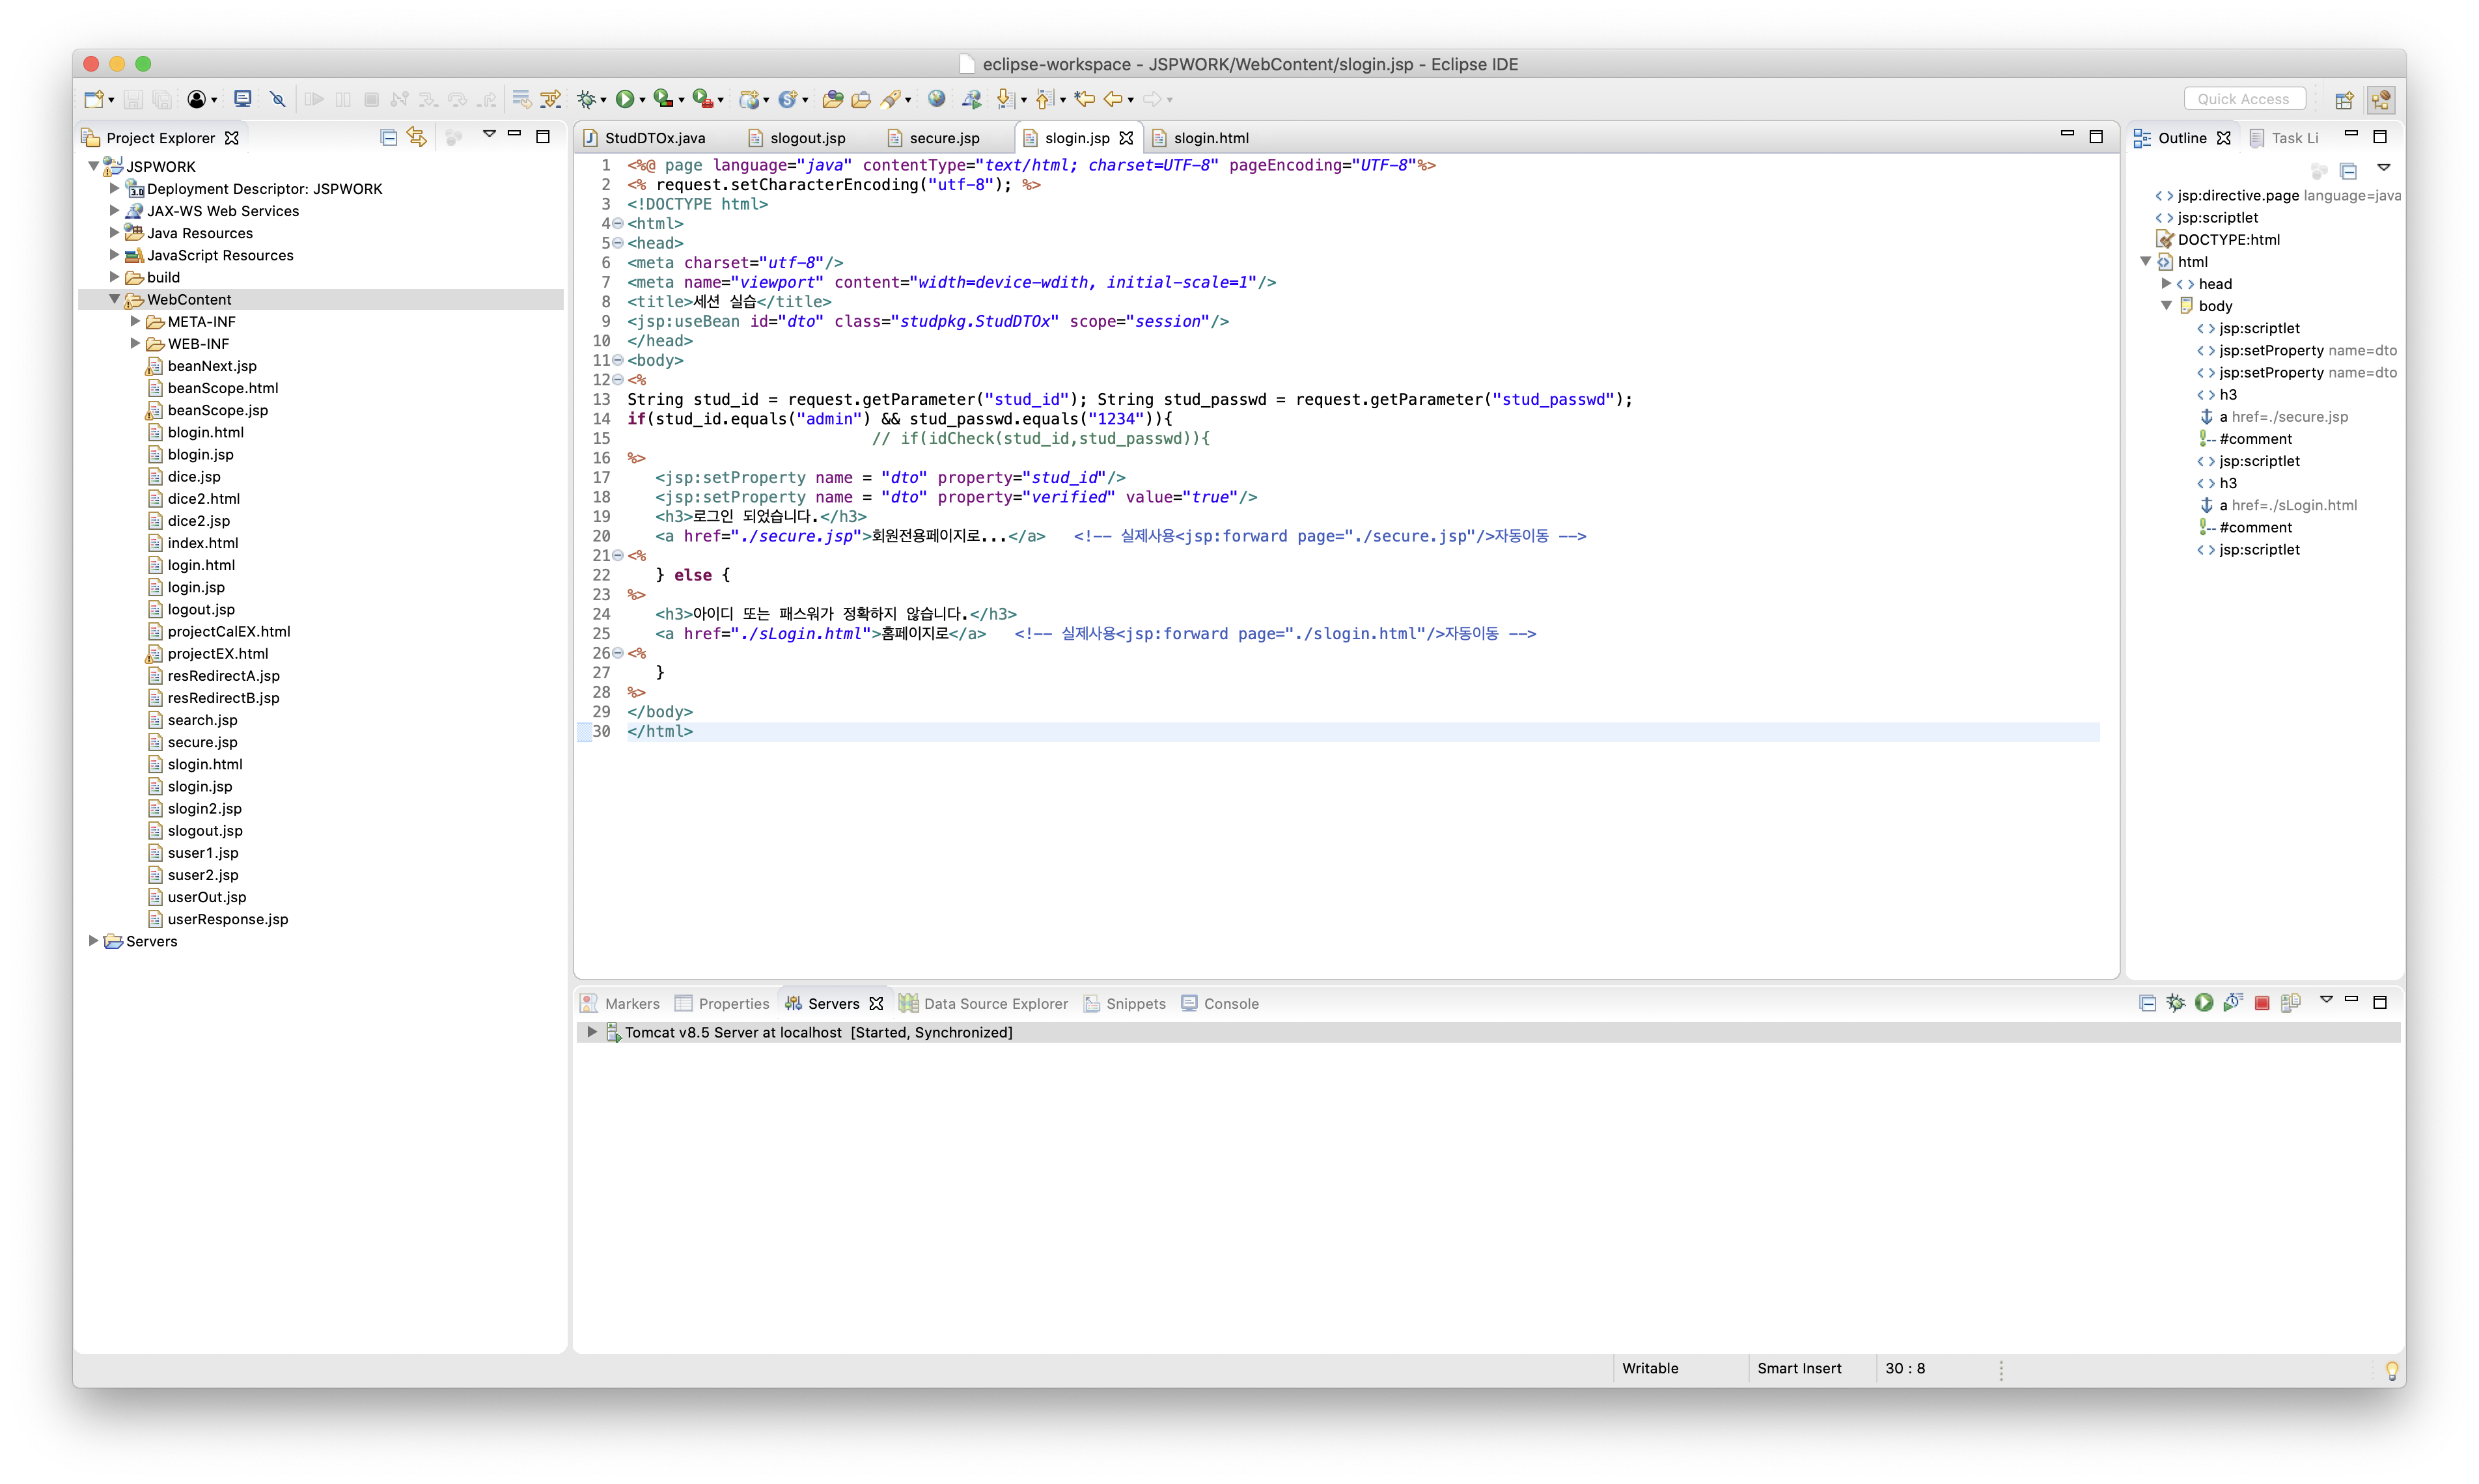 eclipse-workspace - JSPWORK/WebContent/slogin.jsp - Eclipse IDE
Quick Access
Project Explorer
JSPWORK
Deployment Descriptor: JSPWORK
JAX-WS Web Services
Java Resources
JavaScript Resources
build
WebContent
META-INF
WEB-INF
beanNext.jsp
beanScope.html
beanScope.jsp
blogin.html
blogin.jsp
dice.jsp
dice2.html
dice2.jsp
index.html
login.html
login.jsp
logout.jsp
projectCalEX.html
projectEX.html
resRedirectA.jsp
resRedirectB.jsp
search.jsp
secure.jsp
slogin.html
slogin.jsp
slogin2.jsp
slogout.jsp
suser1.jsp
suser2.jsp
userOut.jsp
userResponse.jsp
Servers
StudDTOx.java slogout.jsp secure.jsp slogin.jsp slogin.html
1 <%@ page language="java" contentType="text/html; charset=UTF-8" pageEncoding="UTF-8"%>
2 <% request.setCharacterEncoding("utf-8"); %>
3 <!DOCTYPE html>
4 <html>
5 <head>
6 <meta charset="utf-8"/>
7 <meta name="viewport" content="width=device-wdith, initial-scale=1"/>
8 <title>세션 실습</title>
9 <jsp:useBean id="dto" class="studpkg.StudDTOx" scope="session"/>
10 </head>
11 <body>
12 <%
13 String stud_id = request.getParameter("stud_id"); String stud_passwd = request.getParameter("stud_passwd");
14 if(stud_id.equals("admin") && stud_passwd.equals("1234")){
15 // if(idCheck(stud_id,stud_passwd)){
16 %>
17 <jsp:setProperty name = "dto" property="stud_id"/>
18 <jsp:setProperty name = "dto" property="verified" value="true"/>
19 <h3>로그인 되었습니다.</h3>
20 <a href="./secure.jsp">회원전용페이지로...</a> <!-- 실제사용<jsp:forward page="./secure.jsp"/>자동이동 -->
21 <%
22 } else {
23 %>
24 <h3>아이디 또는 패스워가 정확하지 않습니다.</h3>
25 <a href="./sLogin.html">홈페이지로</a> <!-- 실제사용<jsp:forward page="./slogin.html"/>자동이동 -->
26 <%
27 }
28 %>
29 </body>
30 </html>
Outline Task Li
jsp:directive.page language=java
jsp:scriptlet
DOCTYPE:html
html
head
body
jsp:scriptlet
jsp:setProperty name=dto
jsp:setProperty name=dto
h3
a href=./secure.jsp
#comment
jsp:scriptlet
h3
a href=./sLogin.html
#comment
jsp:scriptlet
Markers Properties Servers Data Source Explorer Snippets Console
Tomcat v8.5 Server at localhost [Started, Synchronized]
Writable Smart Insert 30 : 8